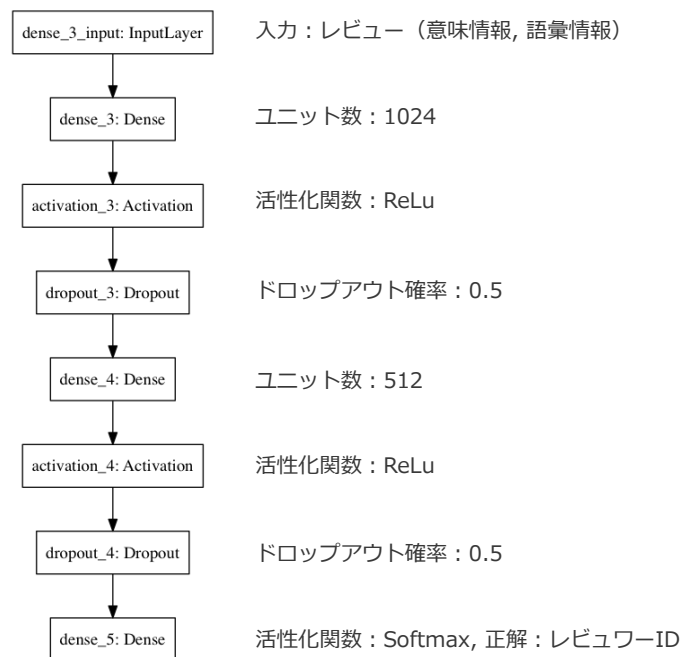 dense_3_input: InputLayer 入力：レビュー（意味情報, 語彙情報）
dense_3: Dense ユニット数：1024
activation_3: Activation 活性化関数：ReLu
dropout_3: Dropout ドロップアウト確率：0.5
dense_4: Dense ユニット数：512
activation_4: Activation 活性化関数：ReLu
dropout_4: Dropout ドロップアウト確率：0.5
dense_5: Dense 活性化関数：Softmax, 正解：レビュワーID